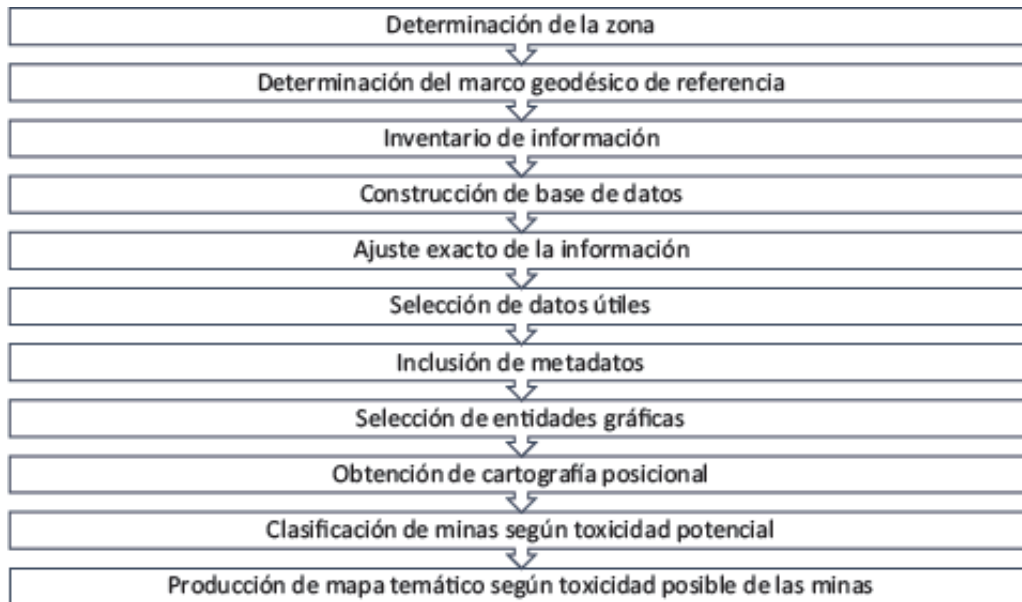 Determinación de la zona
Determinación del marco geodésico de referencia
Inventario de información
Construcción de base de datos
Ajuste exacto de la información
Selección de datos útiles
Inclusión de metadatos
Selección de entidades gráficas
Obtención de cartografía posicional
Clasificación de minas según toxicidad potencial
Producción de mapa temático según toxicidad posible de las minas